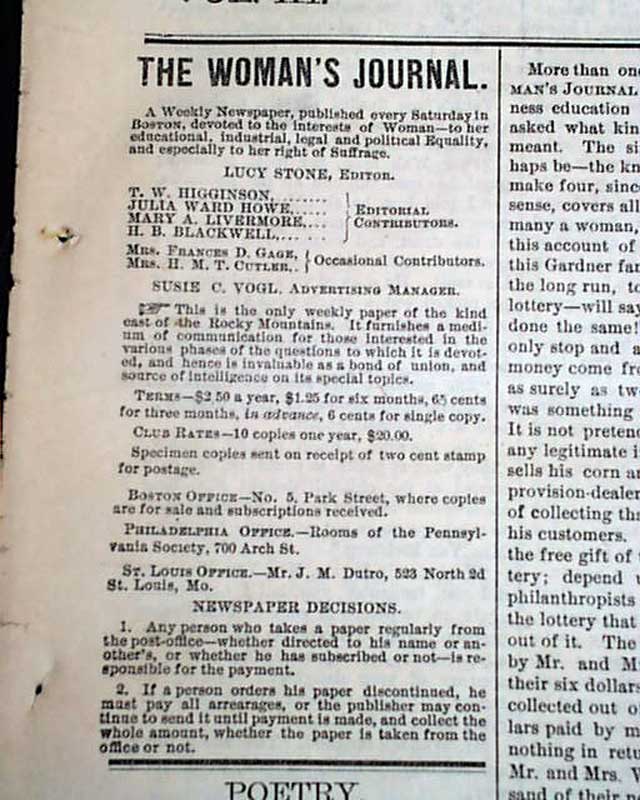 VOL. III.
THE WOMAN'S JOURNAL.
A Weekly Newspaper, published every Saturday in
BOSTON, devoted to the interests of Woman—to her
educational, industrial, legal and political Equality,
and especially to her right of Suffrage.
LUCY STONE, EDITOR.
T. W. HIGGINSON,.......
JULIA WARD HOWE,.....
MARY A. LIVERMORE,...
H. B. BLACKWELL,.....
EDITORIAL
CONTRIBUTORS.
MRS. FRANCES D. GAGE,
MRS. H. M. T. CUTLER,.
Occasional Contributors.
SUSIE C. VOGL, ADVERTISING MANAGER.
☞ This is the only weekly paper of the kind
east of the Rocky Mountains. It furnishes a medi-
um of communication for those interested in the
various phases of the questions to which it is devot-
ed, and hence is invaluable as a bond of union, and
source of intelligence on its special topics.
TERMS—$2.50 a year, $1.25 for six months, 65 cents
for three months, in advance, 6 cents for single copy.
CLUB RATES—10 copies one year, $20.00.
Specimen copies sent on receipt of two cent stamp
for postage.
BOSTON OFFICE—No. 5, Park Street, where copies
are for sale and subscriptions received.
PHILADELPHIA OFFICE.—Rooms of the Pennsyl-
vania Society, 700 Arch St.
ST. LOUIS OFFICE.—Mr. J. M. Dutro, 523 North 2d
St. Louis, Mo.
NEWSPAPER DECISIONS.
1. Any person who takes a paper regularly from
the post-office—whether directed to his name or an-
other's, or whether he has subscribed or not—is re-
sponsible for the payment.
2. If a person orders his paper discontinued, he
must pay all arrearages, or the publisher may con-
tinue to send it until payment is made, and collect the
whole amount, whether the paper is taken from the
office or not.
POETRY.
More than one
MAN'S JOURNAL
ness education
asked what kin
meant. The si
haps be—the kn
make four, since
sense, covers all
many a woman,
this account of
this Gardner fa
the long run, to
lottery—will say
done the same!
only stop and a
money come fr
as surely as tw
was something
It is not pretend
any legitimate i
sells his corn a
provision-dealer
of collecting th
his customers.
the free gift of
tery; depend u
philanthropists
the lottery that
out of it. The
by Mr. and M
their six dollars
collected out o
lars paid by m
nothing in retu
Mr. and Mrs. V
sand of their n